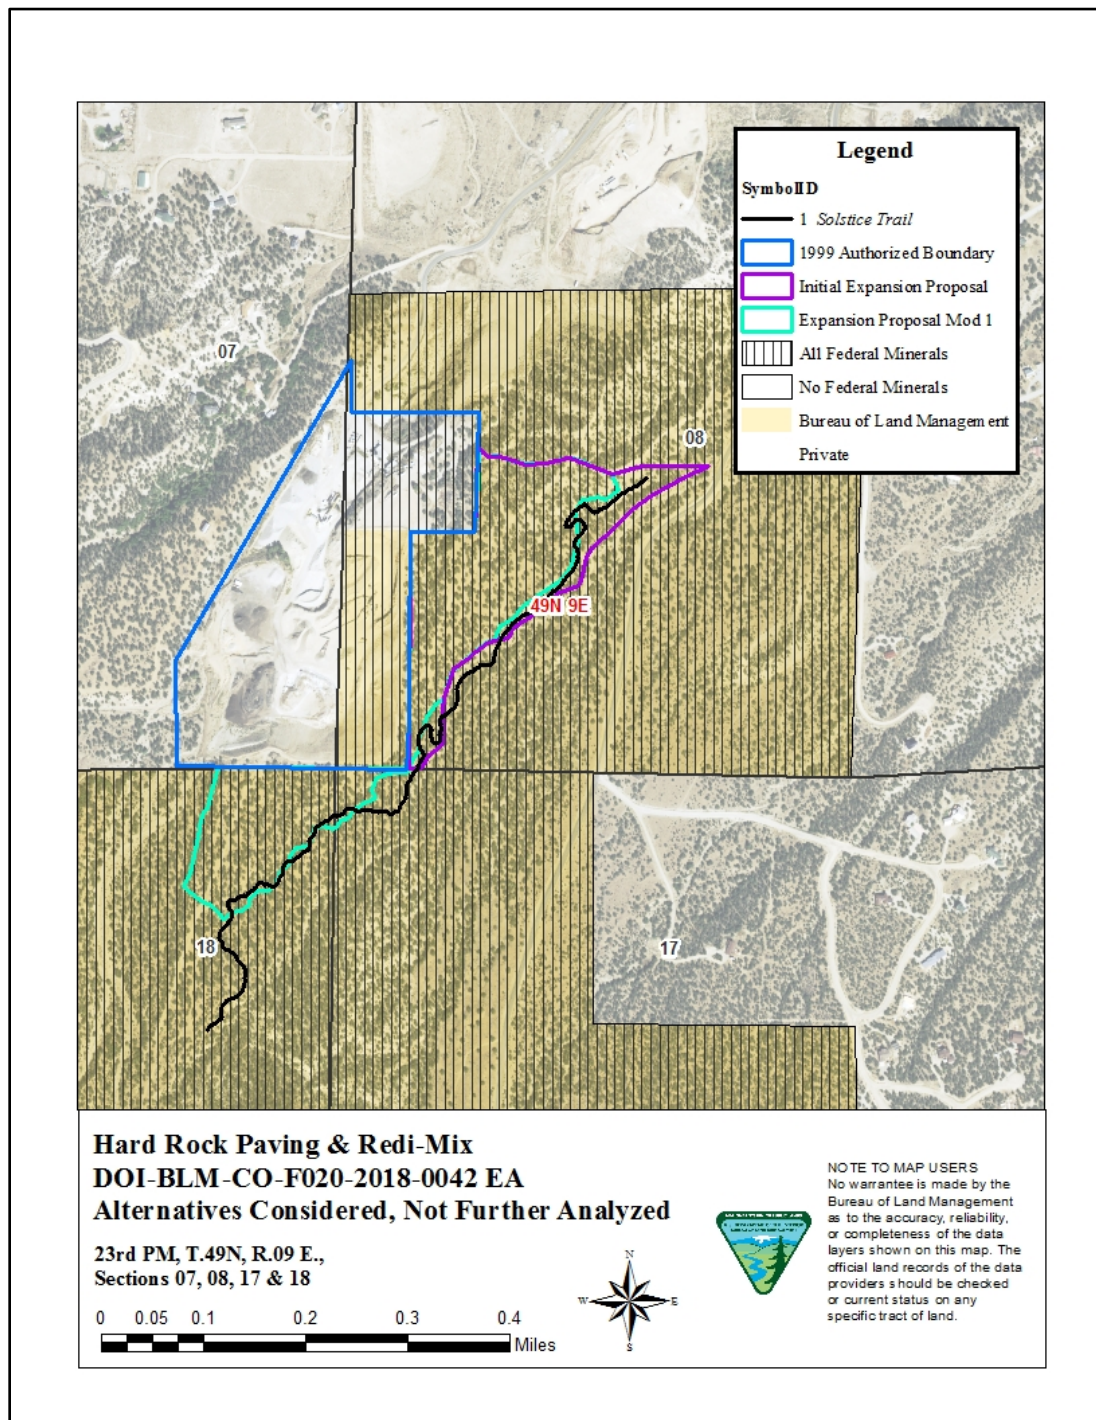 Legend
SymbolID
1 Solstice Trail
1999 Authorized Boundary
Initial Expansion Proposal
Expansion Proposal Mod 1
All Federal Minerals
No Federal Minerals
Bureau of Land Management
Private
07
08
49N 9E
18
17
Hard Rock Paving & Redi-Mix
DOI-BLM-CO-F020-2018-0042 EA
Alternatives Considered, Not Further Analyzed
23rd PM, T.49N, R.09 E.,
Sections 07, 08, 17 & 18
0 0.05 0.1 0.2 0.3 0.4
Miles
N
W E
S
NOTE TO MAP USERS
No warrantee is made by the
Bureau of Land Management
as to the accuracy, reliability,
or completeness of the data
layers shown on this map. The
official land records of the data
providers should be checked
or current status on any
specific tract of land.